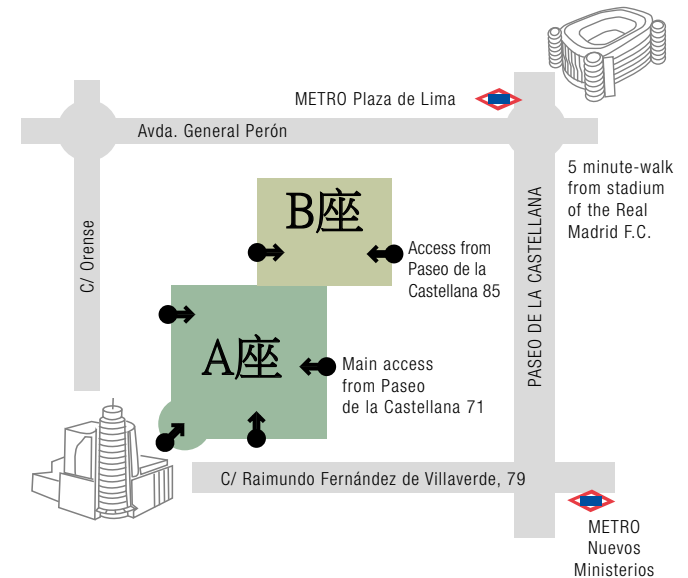 METRO Plaza de Lima
Avda. General Perón
5 minute-walk
from stadium
of the Real
Madrid F.C.
C/ Orense
PASEO DE LA CASTELLANA
B座
Access from
Paseo de la
Castellana 85
A座
Main access
from Paseo
de la Castellana 71
C/ Raimundo Fernández de Villaverde, 79
METRO
Nuevos
Ministerios